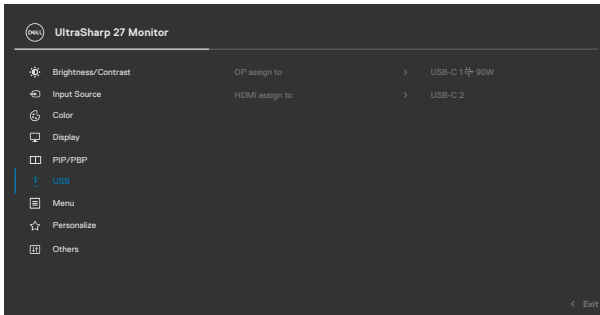 DELL UltraSharp 27 Monitor
Brightness/Contrast DP assign to > USB-C 1 90W
Input Source HDMI assign to > USB-C 2
Color
Display
PIP/PBP
USB
Menu
Personalize
Others
< Exit